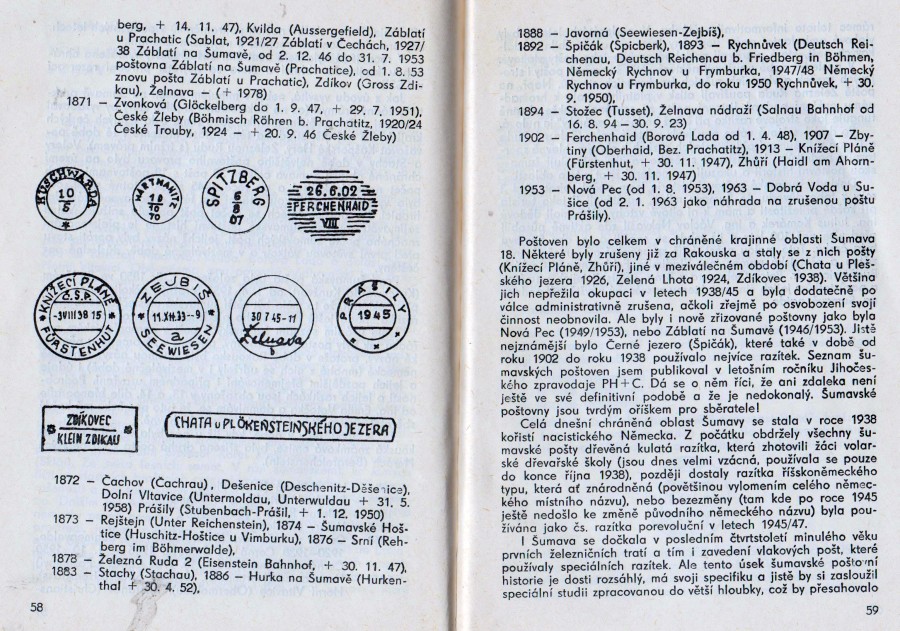 berg, + 14. 11. 47), Kvilda (Aussergefield), Záblatí
u Prachatic (Sablat, 1921/27 Záblatí v Čechách, 1927/
38 Záblatí na Šumavě, od 2. 12. 46 do 31. 7. 1953
poštovna Záblatí na Šumavě (Prachatice), od 1. 8. 53
znovu pošta Záblatí u Prachatic), Zdíkov (Gross Zdi-
kau), Želnava — (+ 1978)
1871 — Zvonková (Glöckelberg do 1. 9. 47, + 29. 7. 1951),
České Žleby (Böhmisch Röhren b. Prachatitz, 1920/24
České Trouby, 1924 — + 20. 9. 46 České Žleby)
KUSCHWARDA
10/5
HARTMANITZ
10
10
70
SPITZBERG
6
8
07
26.6.02
FERCHENHAID
VIII
KNÍŽECÍ PLÁNĚ
Č.S.P.
-3VIII38 15
FÜRSTENHUT
ZEJBIŠ
11.XII.33--9
a
SEEWIESEN
30 7.45-11
Želnava
b
PRÁŠILY
1945
ZDÍKOVEC
KLEIN ZDIKAU
CHATA u PLÖKENSTEINSKÉHO JEZERA
1872 — Čachov (Čachrau), Dešenice (Deschenitz-Děšenice),
Dolní Vltavice (Untermoldau, Unterwuldau + 31. 5.
1958) Prášily (Stubenbach-Prášil, + 1. 12. 1950)
1873 — Rejštejn (Unter Reichenstein), 1874 — Šumavské Hoš-
tice (Huschitz-Hoštice u Vimburku), 1876 — Srní (Reh-
berg im Böhmerwalde),
1878 — Železná Ruda 2 (Eisenstein Bahnhof, + 30. 11. 47),
1883 — Stachy (Stachau), 1886 — Hurka na Šumavě (Hurken-
thal + 30. 4. 52),
58
1888 — Javorná (Seewiesen-Zejbíš),
1892 — Špičák (Spicberk), 1893 — Rychnůvek (Deutsch Rei-
chenau, Deutsch Reichenau b. Friedberg in Böhmen,
Německý Rychnov u Frymburka, 1947/48 Německý
Rychnov u Frymburka, do roku 1950 Rychnůvek, + 30.
9. 1950),
1894 — Stožec (Tusset), Želnava nádraží (Salnau Bahnhof od
16. 8. 94 — 30. 9. 23)
1902 — Ferchenhaid (Borová Lada od 1. 4. 48), 1907 — Zby-
tiny (Oberhaid, Bez. Prachatitz), 1913 — Knížecí Pláně
(Fürstenhut, + 30. 11. 1947), Zhůří (Haidl am Ahorn-
berg, + 30. 11. 1947)
1953 — Nová Pec (od 1. 8. 1953), 1963 — Dobrá Voda u Su-
šice (od 2. 1. 1963 jako náhrada na zrušenou poštu
Prášily).
Poštoven bylo celkem v chráněné krajinné oblasti Šumava
18. Některé byly zrušeny již za Rakouska a staly se z nich pošty
(Knížecí Pláně, Zhůří), jiné v meziválečném období (Chata u Pleš-
ského jezera 1926, Zelená Lhota 1924, Zdíkovec 1938). Většina
jich nepřežila okupaci v letech 1938/45 a byla dodatečně po
válce administrativně zrušena, ačkoli zřejmě po osvobození svoji
činnost neobnovila. Ale byly i nově zřizované poštovny jako byla
Nová Pec (1949/1953), nebo Záblatí na Šumavě (1946/1953). Jistě
nejznámější bylo Černé jezero (Špičák), které také v době od
roku 1902 do roku 1938 používalo nejvíce razítek. Seznam šu-
mavských poštoven jsem publikoval v letošním ročníku Jihočes-
kého zpravodaje PH+C. Dá se o něm říci, že ani zdaleka není
ještě ve své definitivní podobě a že je nedokonalý. Šumavské
poštovny jsou tvrdým oříškem pro sběratele!
Celá dnešní chráněná oblast Šumavy se stala v roce 1938
kořistí nacistického Německa. Z počátku obdržely všechny šu-
mavské pošty dřevěná kulatá razítka, která zhotovili žáci volar-
ské dřevařské školy (jsou dnes velmi vzácná, používala se pouze
do konce října 1938), později dostaly razítka říšskoněmeckého
typu, která ať znárodněná (povětšinou vylomením celého němec-
kého místního názvu), nebo bezezměny (tam kde po roce 1945
ještě nedošlo ke změně původního německého názvu) byla pou-
žívána jako čs. razítka porevoluční v letech 1945/47.
I Šumava se dočkala v posledním čtvrtstoletí minulého věku
prvních železničních tratí a tím i zavedení vlakových pošt, které
používaly speciálních razítek. Ale tento úsek šumavské poštovní
historie je dosti rozsáhlý, má svoji specifiku a jistě by si zasloužil
speciální studii zpracovanou do větší hloubky, což by přesahovalo
59